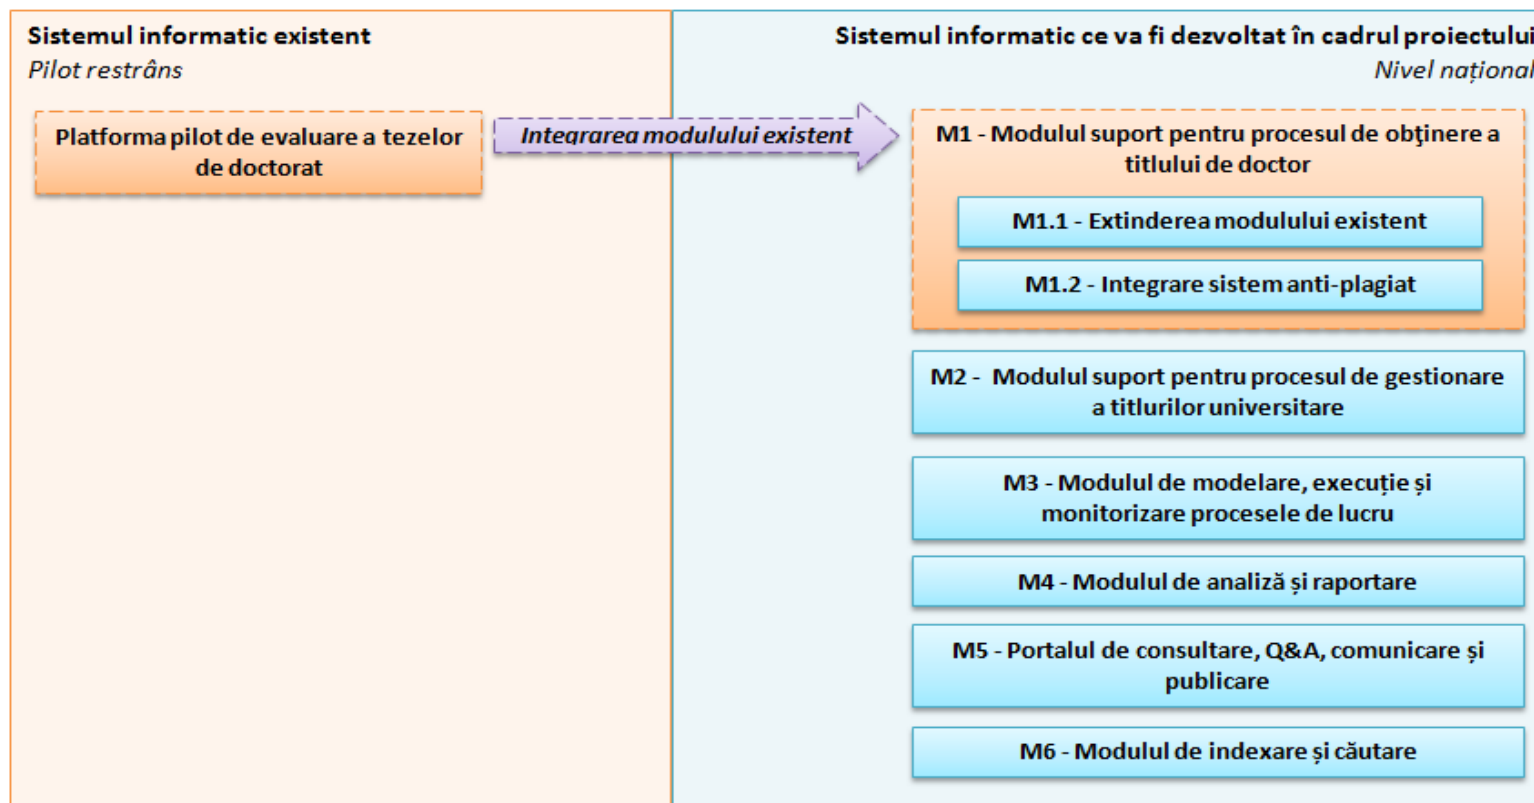 Sistemul informatic existent
Pilot restrâns
Platforma pilot de evaluare a tezelor
de doctorat
Integrarea modulului existent
Sistemul informatic ce va fi dezvoltat în cadrul proiectului
Nivel național
M1 - Modulul suport pentru procesul de obţinere a
titlului de doctor
M1.1 - Extinderea modulului existent
M1.2 - Integrare sistem anti-plagiat
M2 - Modulul suport pentru procesul de gestionare
a titlurilor universitare
M3 - Modulul de modelare, execuție și
monitorizare procesele de lucru
M4 - Modulul de analiză și raportare
M5 - Portalul de consultare, Q&A, comunicare și
publicare
M6 - Modulul de indexare și căutare